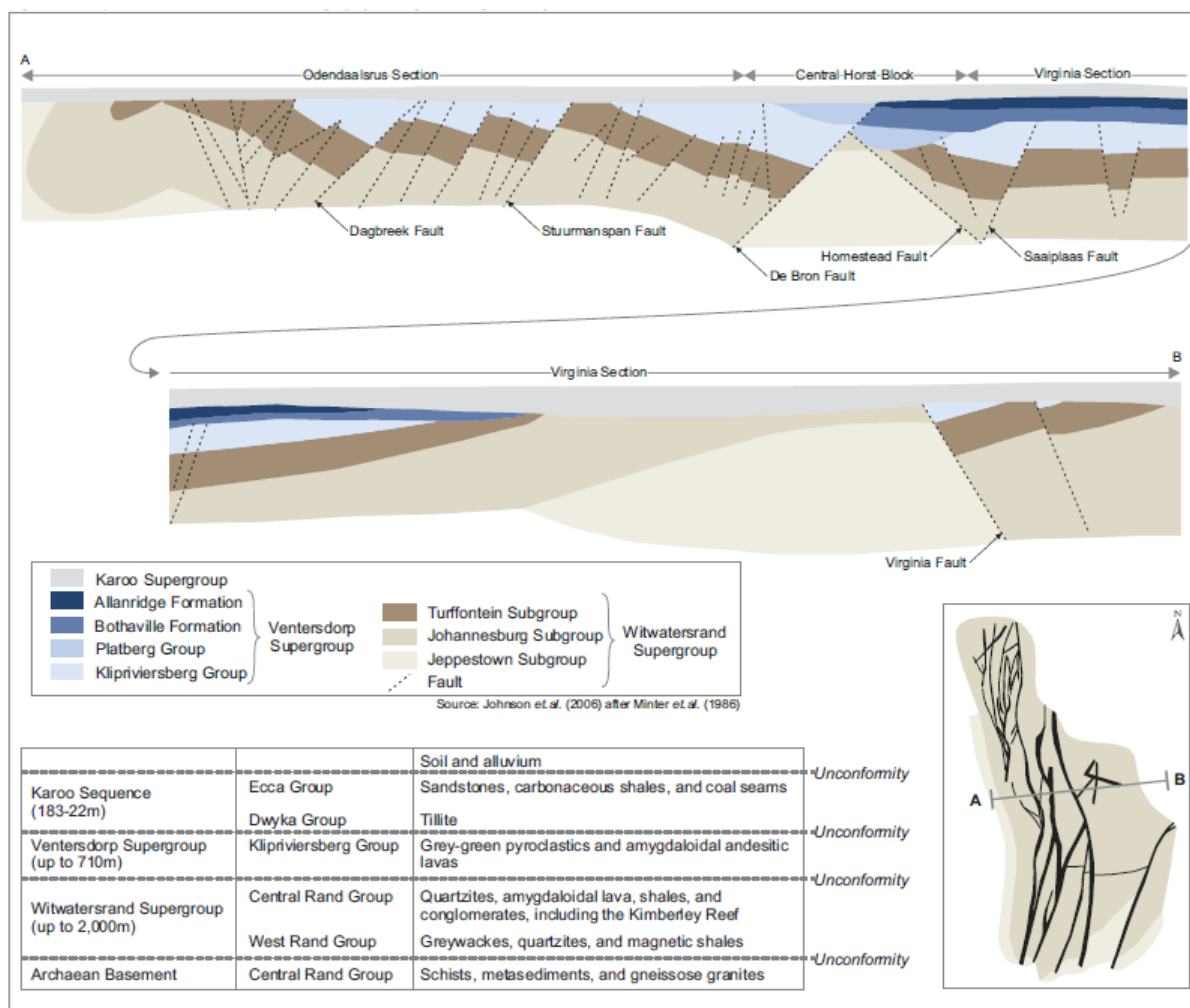 A
Odendaalsrus Section
Central Horst Block
Virginia Section
Dagbreek Fault
Stuurmanspan Fault
Homestead Fault
Saaiplaas Fault
De Bron Fault
Virginia Section
B
Virginia Fault
Karoo Supergroup
Allanridge Formation
Bothaville Formation
Platberg Group
Klipriviersberg Group
Ventersdorp
Supergroup
Turffontein Subgroup
Johannesburg Subgroup
Jeppestown Subgroup
Fault
Witwatersrand
Supergroup
Source: Johnson et.al. (2006) after Minter et.al. (1986)
N
A
B
Soil and alluvium
Unconformity
Karoo Sequence
(183-22m)
Ecca Group
Sandstones, carbonaceous shales, and coal seams
Dwyka Group
Tillite
Unconformity
Ventersdorp Supergroup
(up to 710m)
Klipriviersberg Group
Grey-green pyroclastics and amygdaloidal andesitic
lavas
Unconformity
Witwatersrand Supergroup
(up to 2,000m)
Central Rand Group
Quartzites, amygdaloidal lava, shales, and
conglomerates, including the Kimberley Reef
West Rand Group
Greywackes, quartzites, and magnetic shales
Unconformity
Archaean Basement
Central Rand Group
Schists, metasediments, and gneissose granites